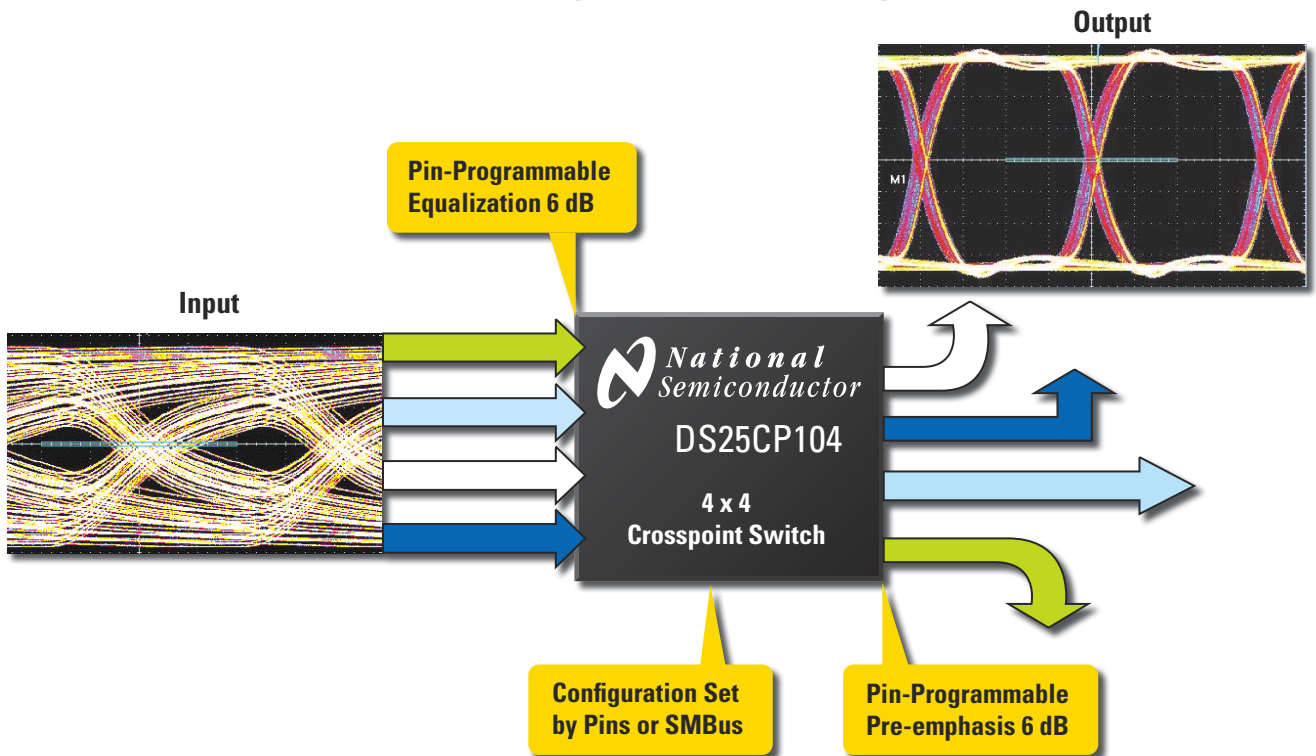 Output
Pin-Programmable
Equalization 6 dB
M1
Input
National
Semiconductor
DS25CP104
4 x 4
Crosspoint Switch
Configuration Set
by Pins or SMBus
Pin-Programmable
Pre-emphasis 6 dB